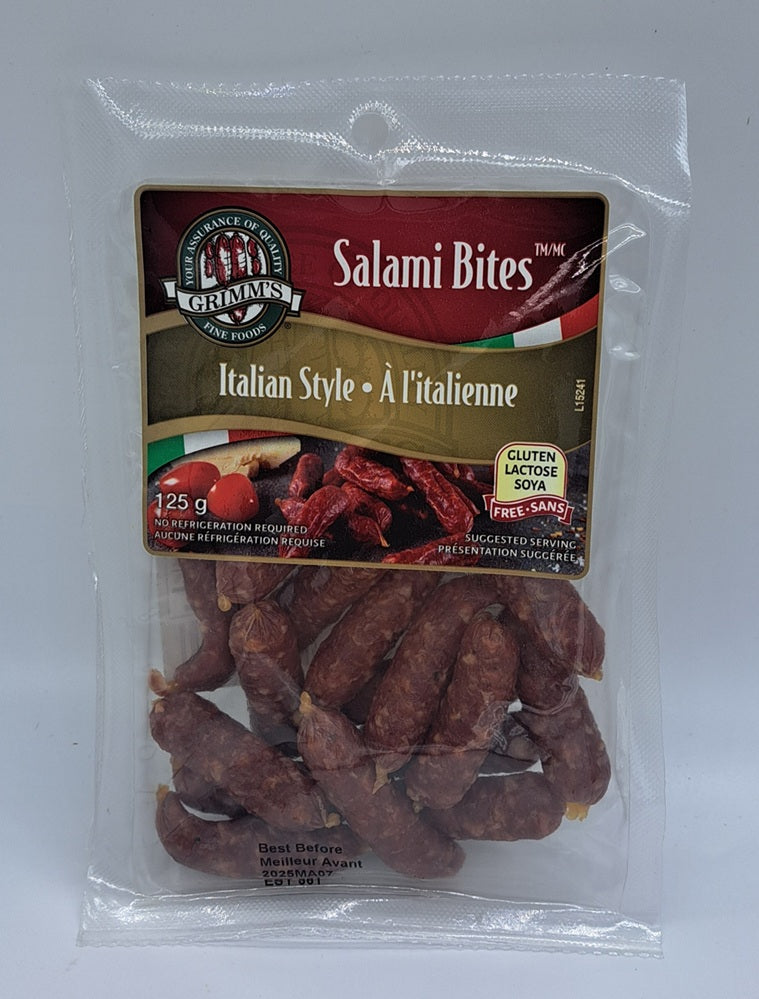 YOUR ASSURANCE OF QUALITY
GRIMM'S
FINE FOODS
®
Salami Bites TM/MC
Italian Style • À l'italienne
L15241
GLUTEN
LACTOSE
SOYA
FREE•SANS
125 g
NO REFRIGERATION REQUIRED
AUCUNE RÉFRIGÉRATION REQUISE
SUGGESTED SERVING
PRÉSENTATION SUGGÉRÉE
Best Before
Meilleur Avant
2025MA07